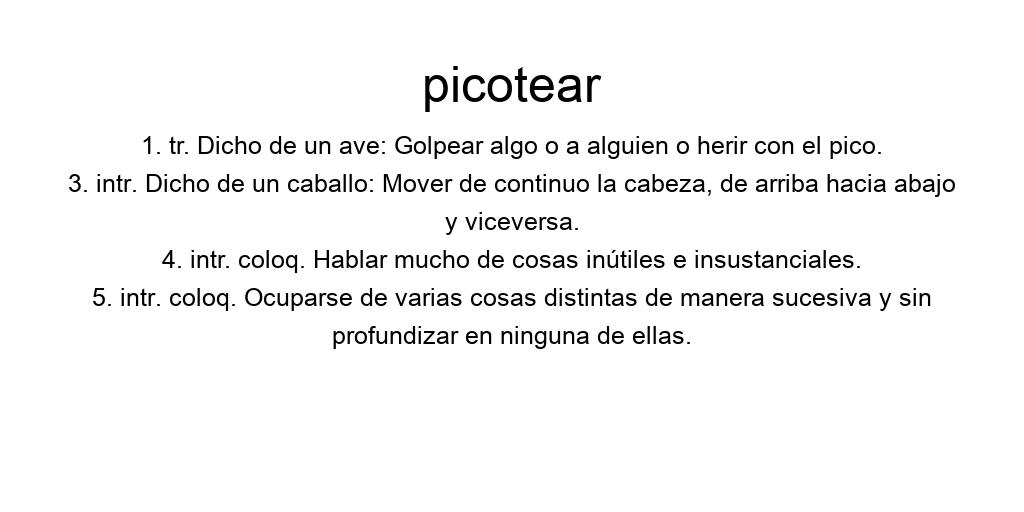 picotear
1. tr. Dicho de un ave: Golpear algo o a alguien o herir con el pico.
3. intr. Dicho de un caballo: Mover de continuo la cabeza, de arriba hacia abajo
y viceversa.
4. intr. coloq. Hablar mucho de cosas inútiles e insustanciales.
5. intr. coloq. Ocuparse de varias cosas distintas de manera sucesiva y sin
profundizar en ninguna de ellas.